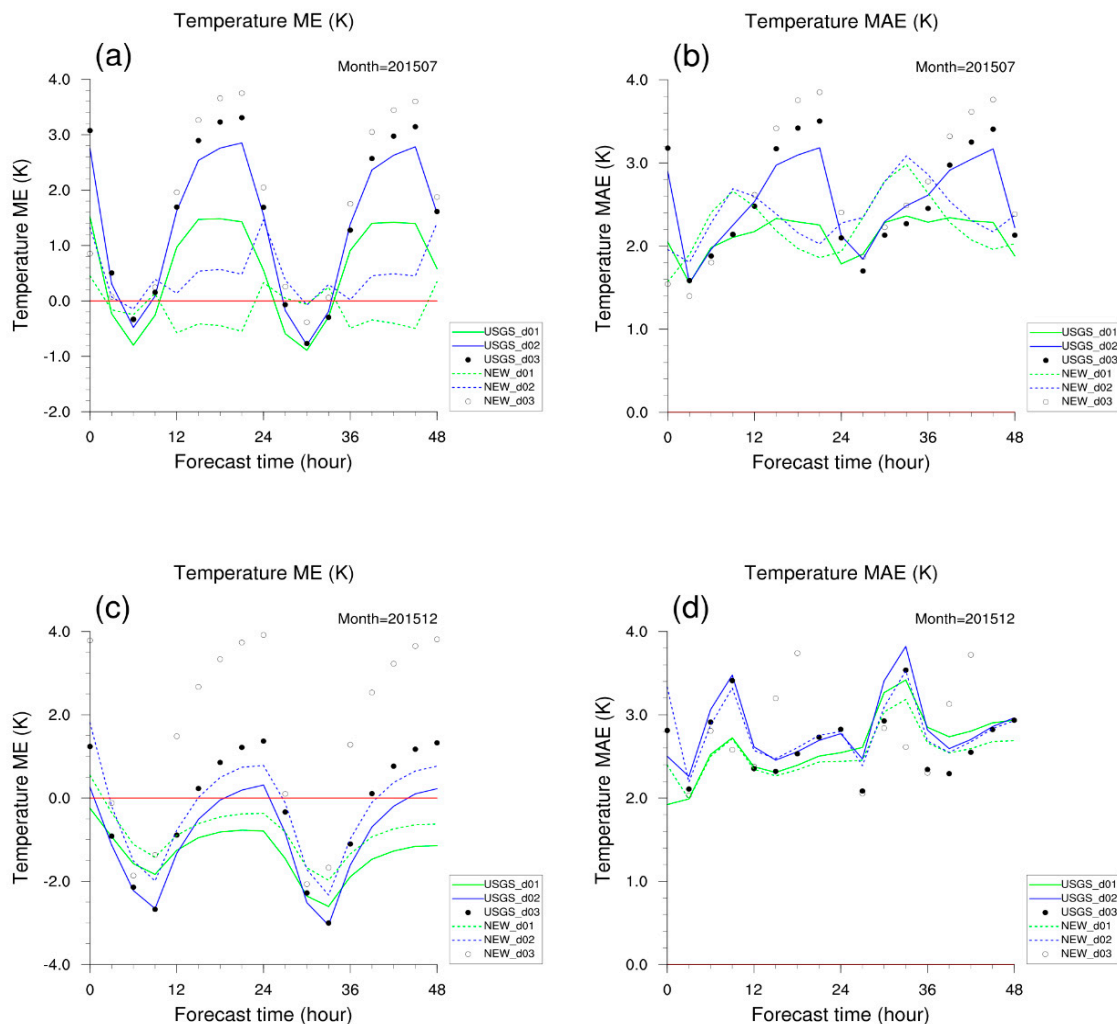 Temperature ME (K)
(a)
Month=201507
Temperature ME (K)
4.0
3.0
2.0
1.0
0.0
-1.0
-2.0
0 12 24 36 48
Forecast time (hour)
USGS_d01
USGS_d02
USGS_d03
NEW_d01
NEW_d02
NEW_d03
Temperature MAE (K)
(b)
Month=201507
Temperature MAE (K)
4.0
3.0
2.0
1.0
0.0
0 12 24 36 48
Forecast time (hour)
USGS_d01
USGS_d02
USGS_d03
NEW_d01
NEW_d02
NEW_d03
Temperature ME (K)
(c)
Month=201512
Temperature ME (K)
4.0
2.0
0.0
-2.0
-4.0
0 12 24 36 48
Forecast time (hour)
USGS_d01
USGS_d02
USGS_d03
NEW_d01
NEW_d02
NEW_d03
Temperature MAE (K)
(d)
Month=201512
Temperature MAE (K)
4.0
3.0
2.0
1.0
0.0
0 12 24 36 48
Forecast time (hour)
USGS_d01
USGS_d02
USGS_d03
NEW_d01
NEW_d02
NEW_d03